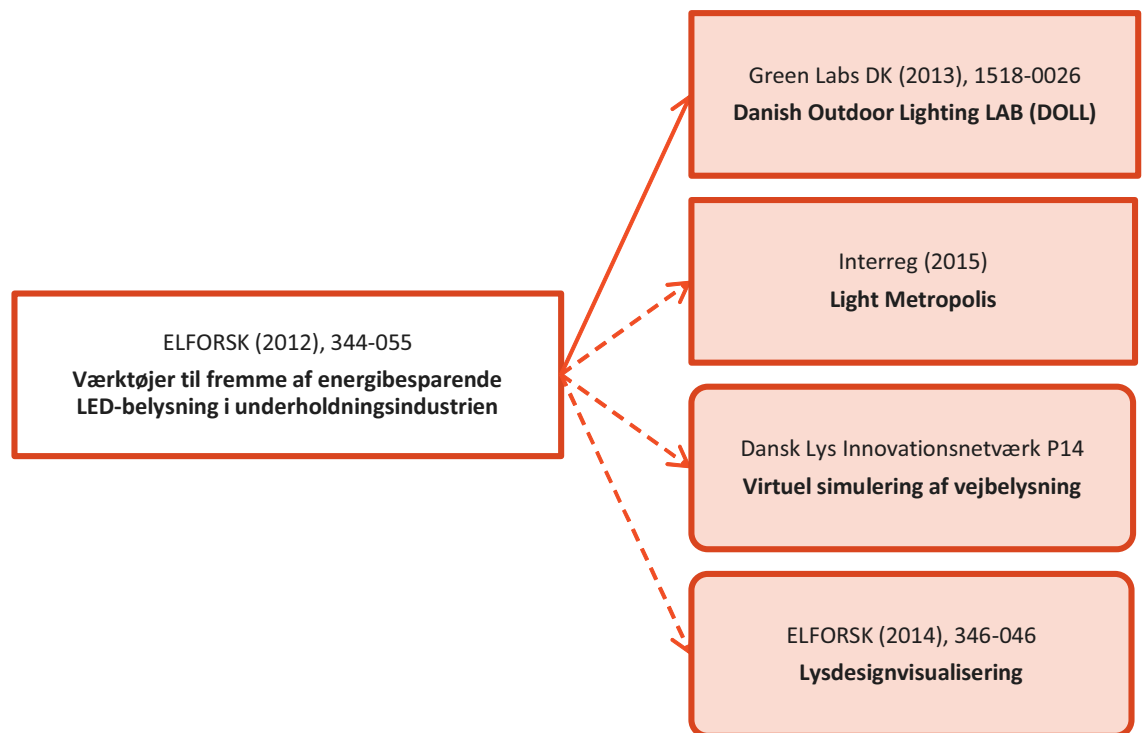 Green Labs DK (2013), 1518-0026
Danish Outdoor Lighting LAB (DOLL)
Interreg (2015)
Light Metropolis
ELFORSK (2012), 344-055
Værktøjer til fremme af energibesparende
LED-belysning i underholdningsindustrien
Dansk Lys Innovationsnetværk P14
Virtuel simulering af vejbelysning
ELFORSK (2014), 346-046
Lysdesignvisualisering